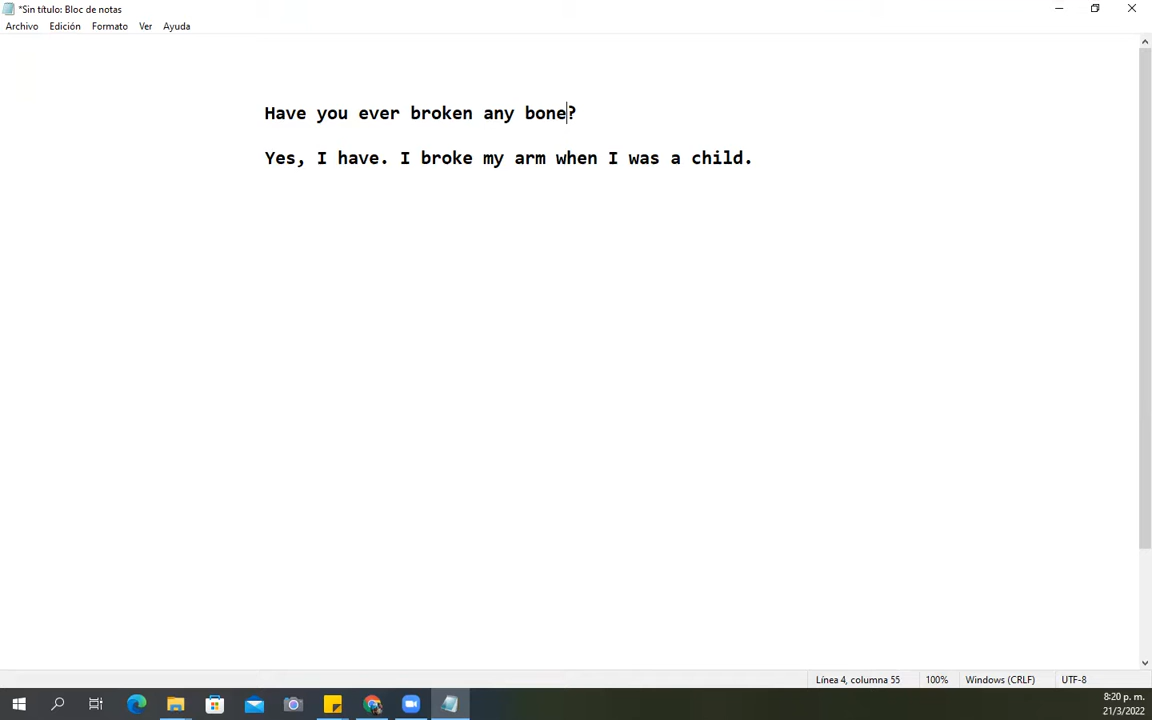 *Sin título: Bloc de notas
Archivo Edición Formato Ver Ayuda
Have you ever broken any bone?
Yes, I have. I broke my arm when I was a child.
Línea 4, columna 55 100% Windows (CRLF) UTF-8
8:20 p. m.
21/3/2022